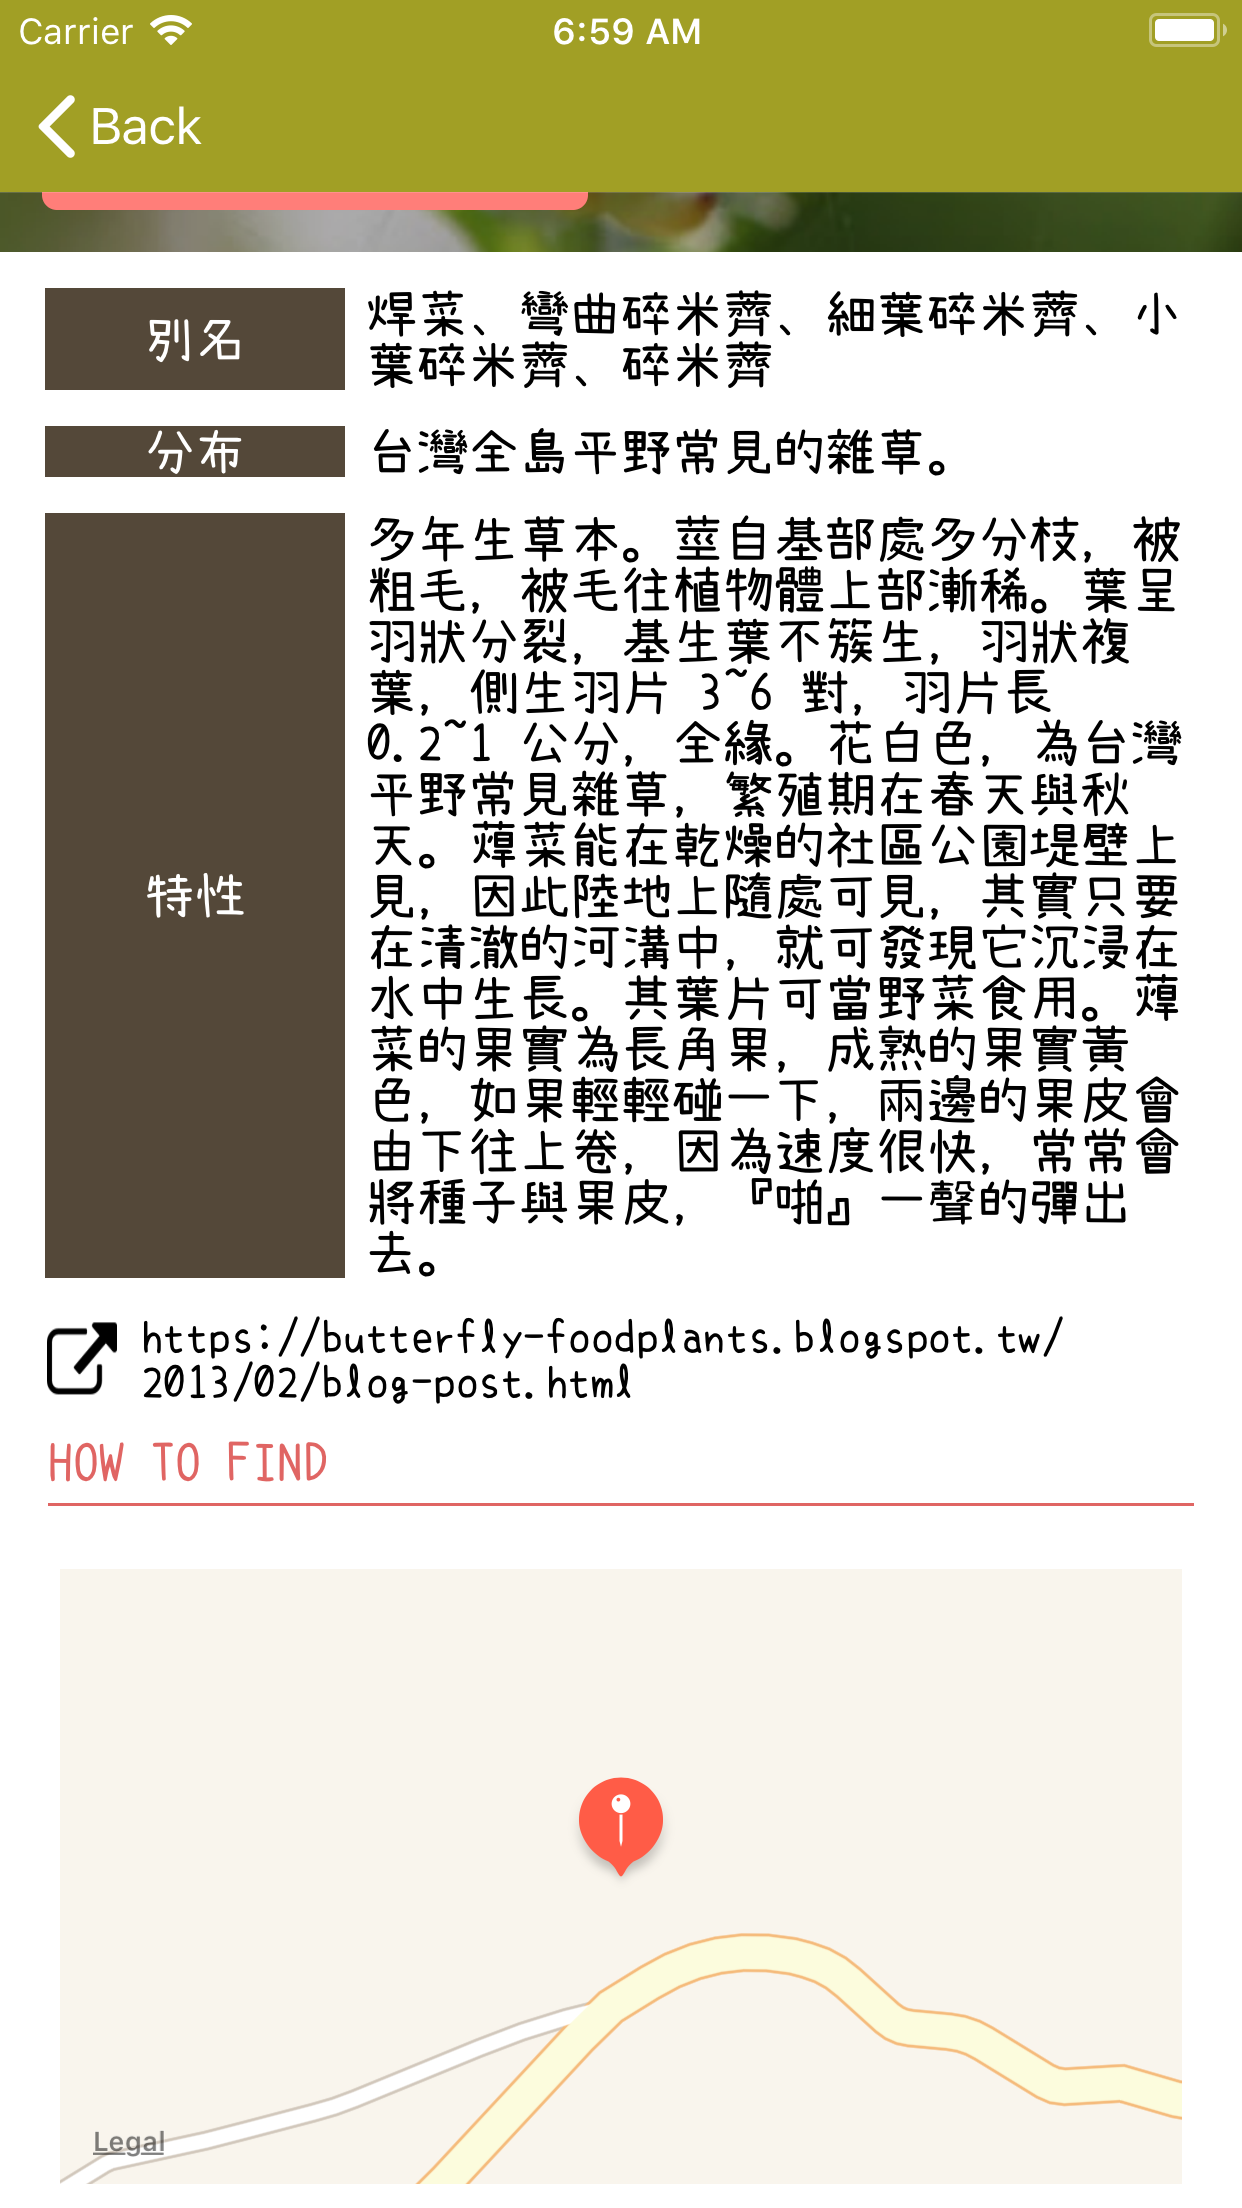 Carrier
6:59 AM
Back
別名
焊菜、彎曲碎米薺、細葉碎米薺、小
葉碎米薺、碎米薺
分布
台灣全島平野常見的雜草。
特性
多年生草本。莖自基部處多分枝，被
粗毛，被毛往植物體上部漸稀。葉呈
羽狀分裂，基生葉不簇生，羽狀複
葉，側生羽片 3~6 對，羽片長
0.2~1 公分，全緣。花白色，為台灣
平野常見雜草，繁殖期在春天與秋
天。蔊菜能在乾燥的社區公園堤壁上
見，因此陸地上隨處可見，其實只要
在清澈的河溝中，就可發現它沉浸在
水中生長。其葉片可當野菜食用。蔊
菜的果實為長角果，成熟的果實黃
色，如果輕輕碰一下，兩邊的果皮會
由下往上卷，因為速度很快，常常會
將種子與果皮，『啪』一聲的彈出
去。
https://butterfly-foodplants.blogspot.tw/
2013/02/blog-post.html
HOW TO FIND
Legal